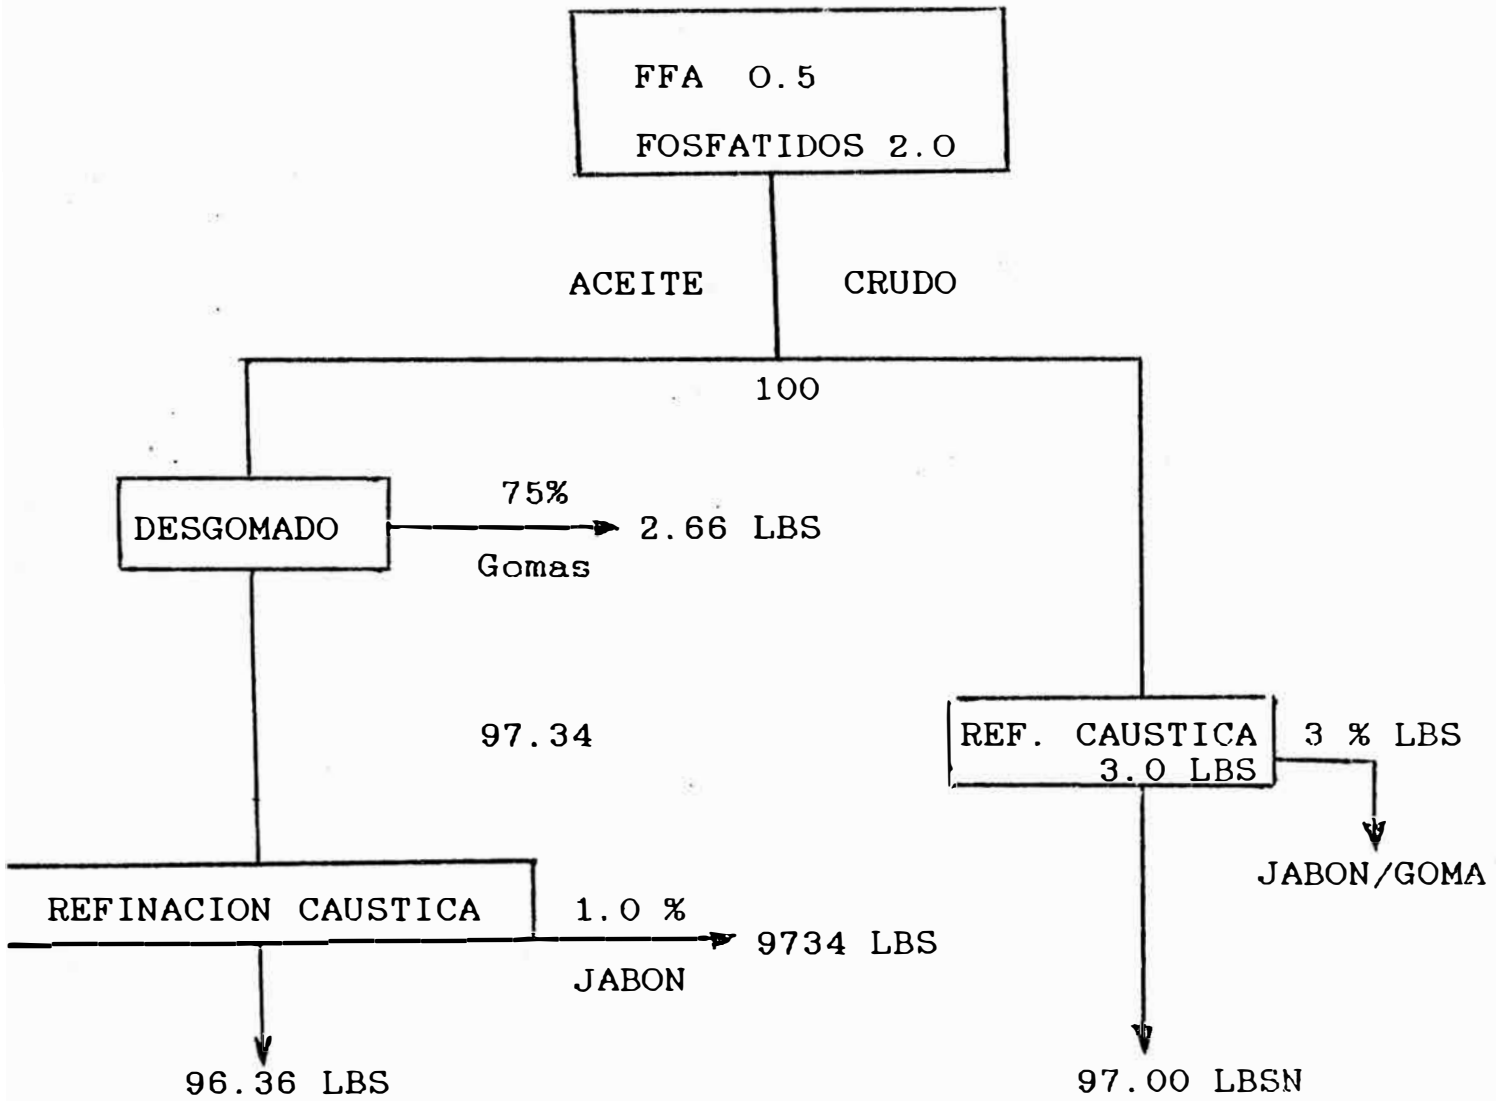 FFA 0.5
FOSFATIDOS 2.0
ACEITE CRUDO
100
75%
DESGOMADO
2.66 LBS
Gomas
97.34
REF. CAUSTICA
3.0 LBS
3 % LBS
JABON/GOMA
REFINACION CAUSTICA
1.0 %
9734 LBS
JABON
96.36 LBS
97.00 LBSN